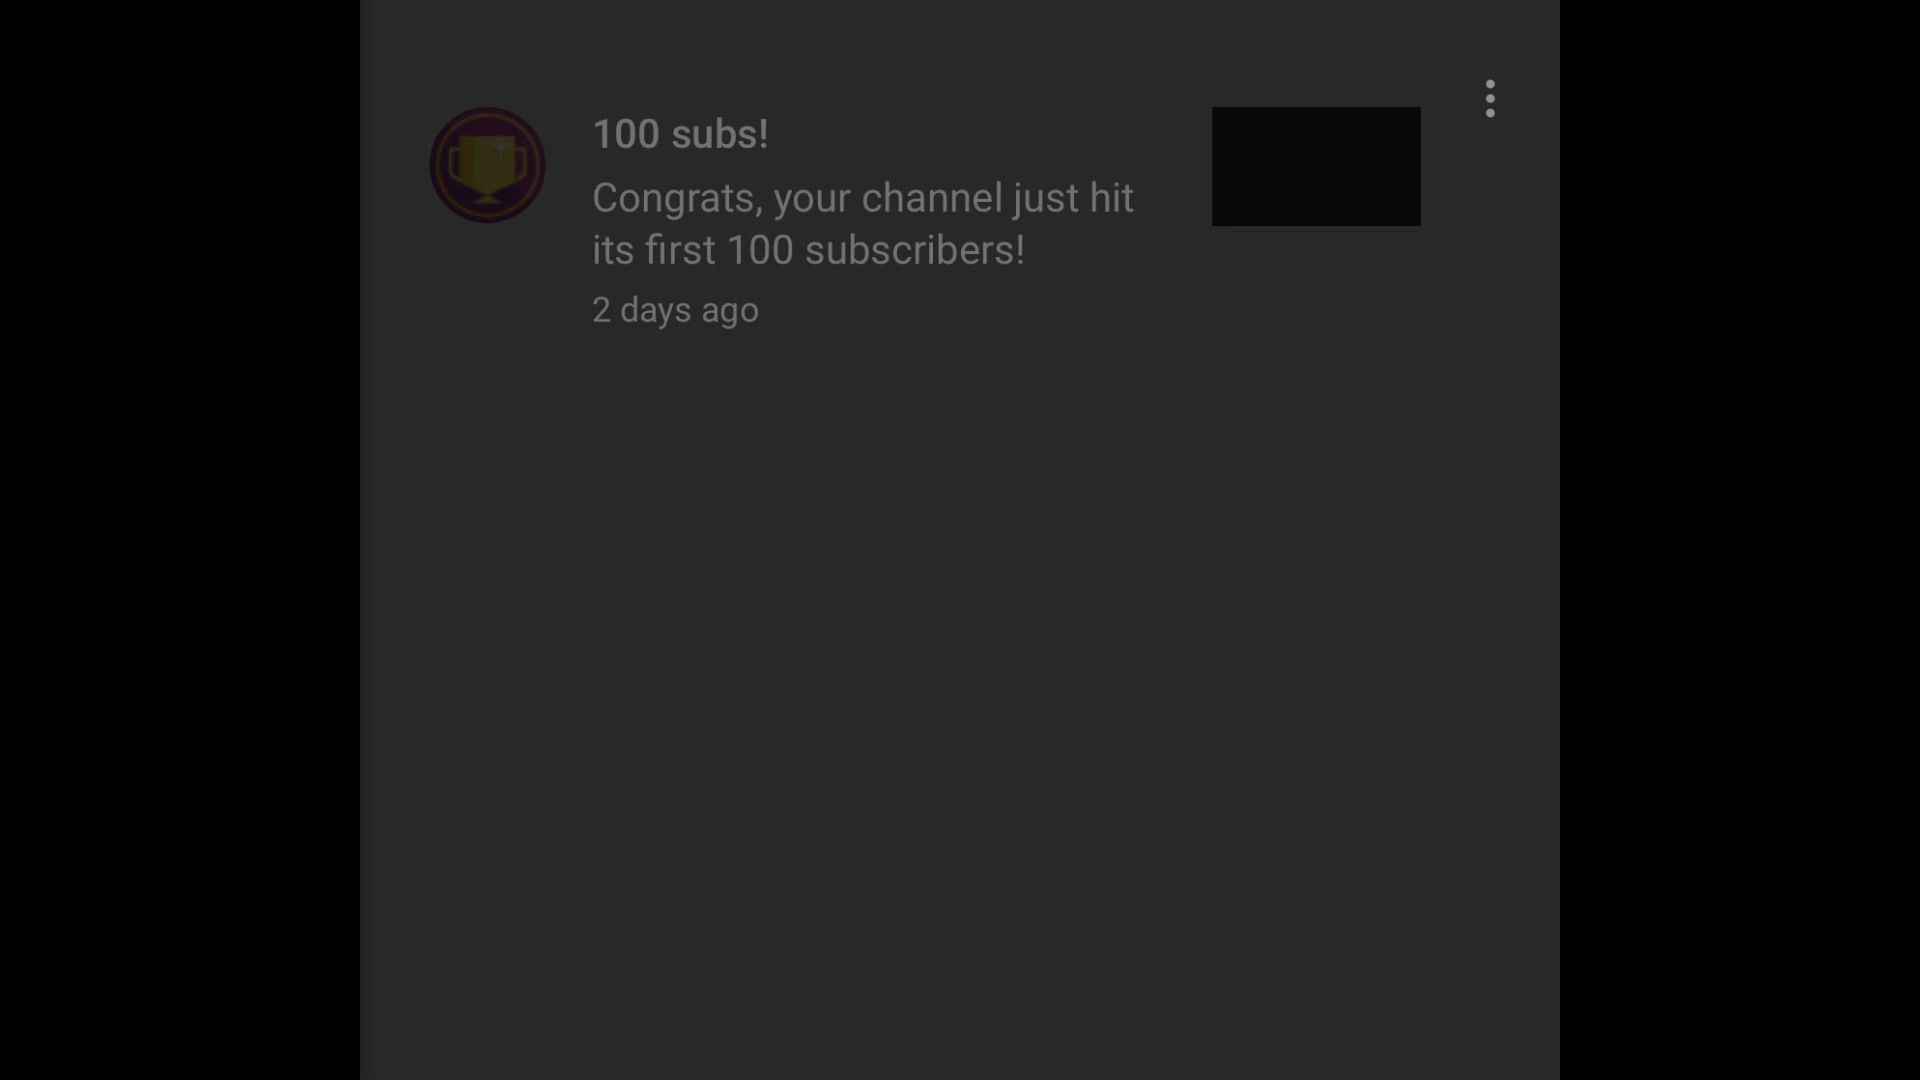 100 subs!
Congrats, your channel just hit
its first 100 subscribers!
2 days ago